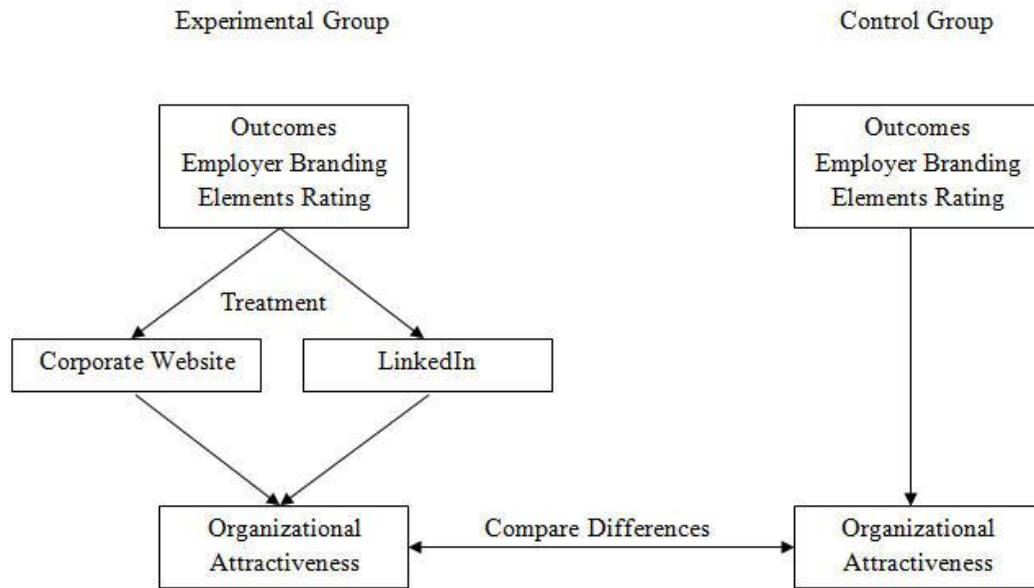 Experimental Group
Control Group
Outcomes
Employer Branding
Elements Rating
Outcomes
Employer Branding
Elements Rating
Treatment
Corporate Website
LinkedIn
Organizational
Attractiveness
Compare Differences
Organizational
Attractiveness